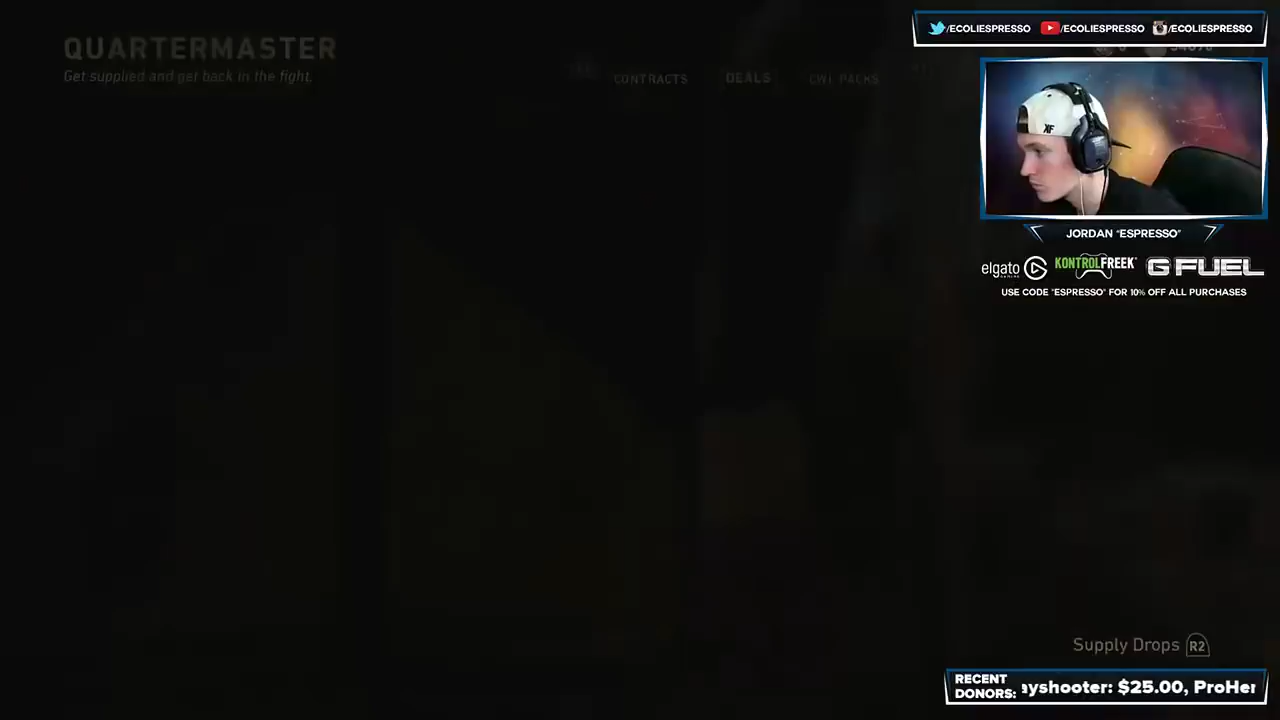 QUARTERMASTER
Get supplied and get back in the fight.
CONTRACTS
DEALS
CWL PACKS
/ECOLIESPRESSO
/ECOLIESPRESSO
/ECOLIESPRESSO
XF
JORDAN "ESPRESSO"
elgato
KONTROLFREEK
G FUEL
USE CODE "ESPRESSO" FOR 10% OFF ALL PURCHASES
Supply Drops R2
RECENT DONORS: ayshooter: $25.00, ProHer